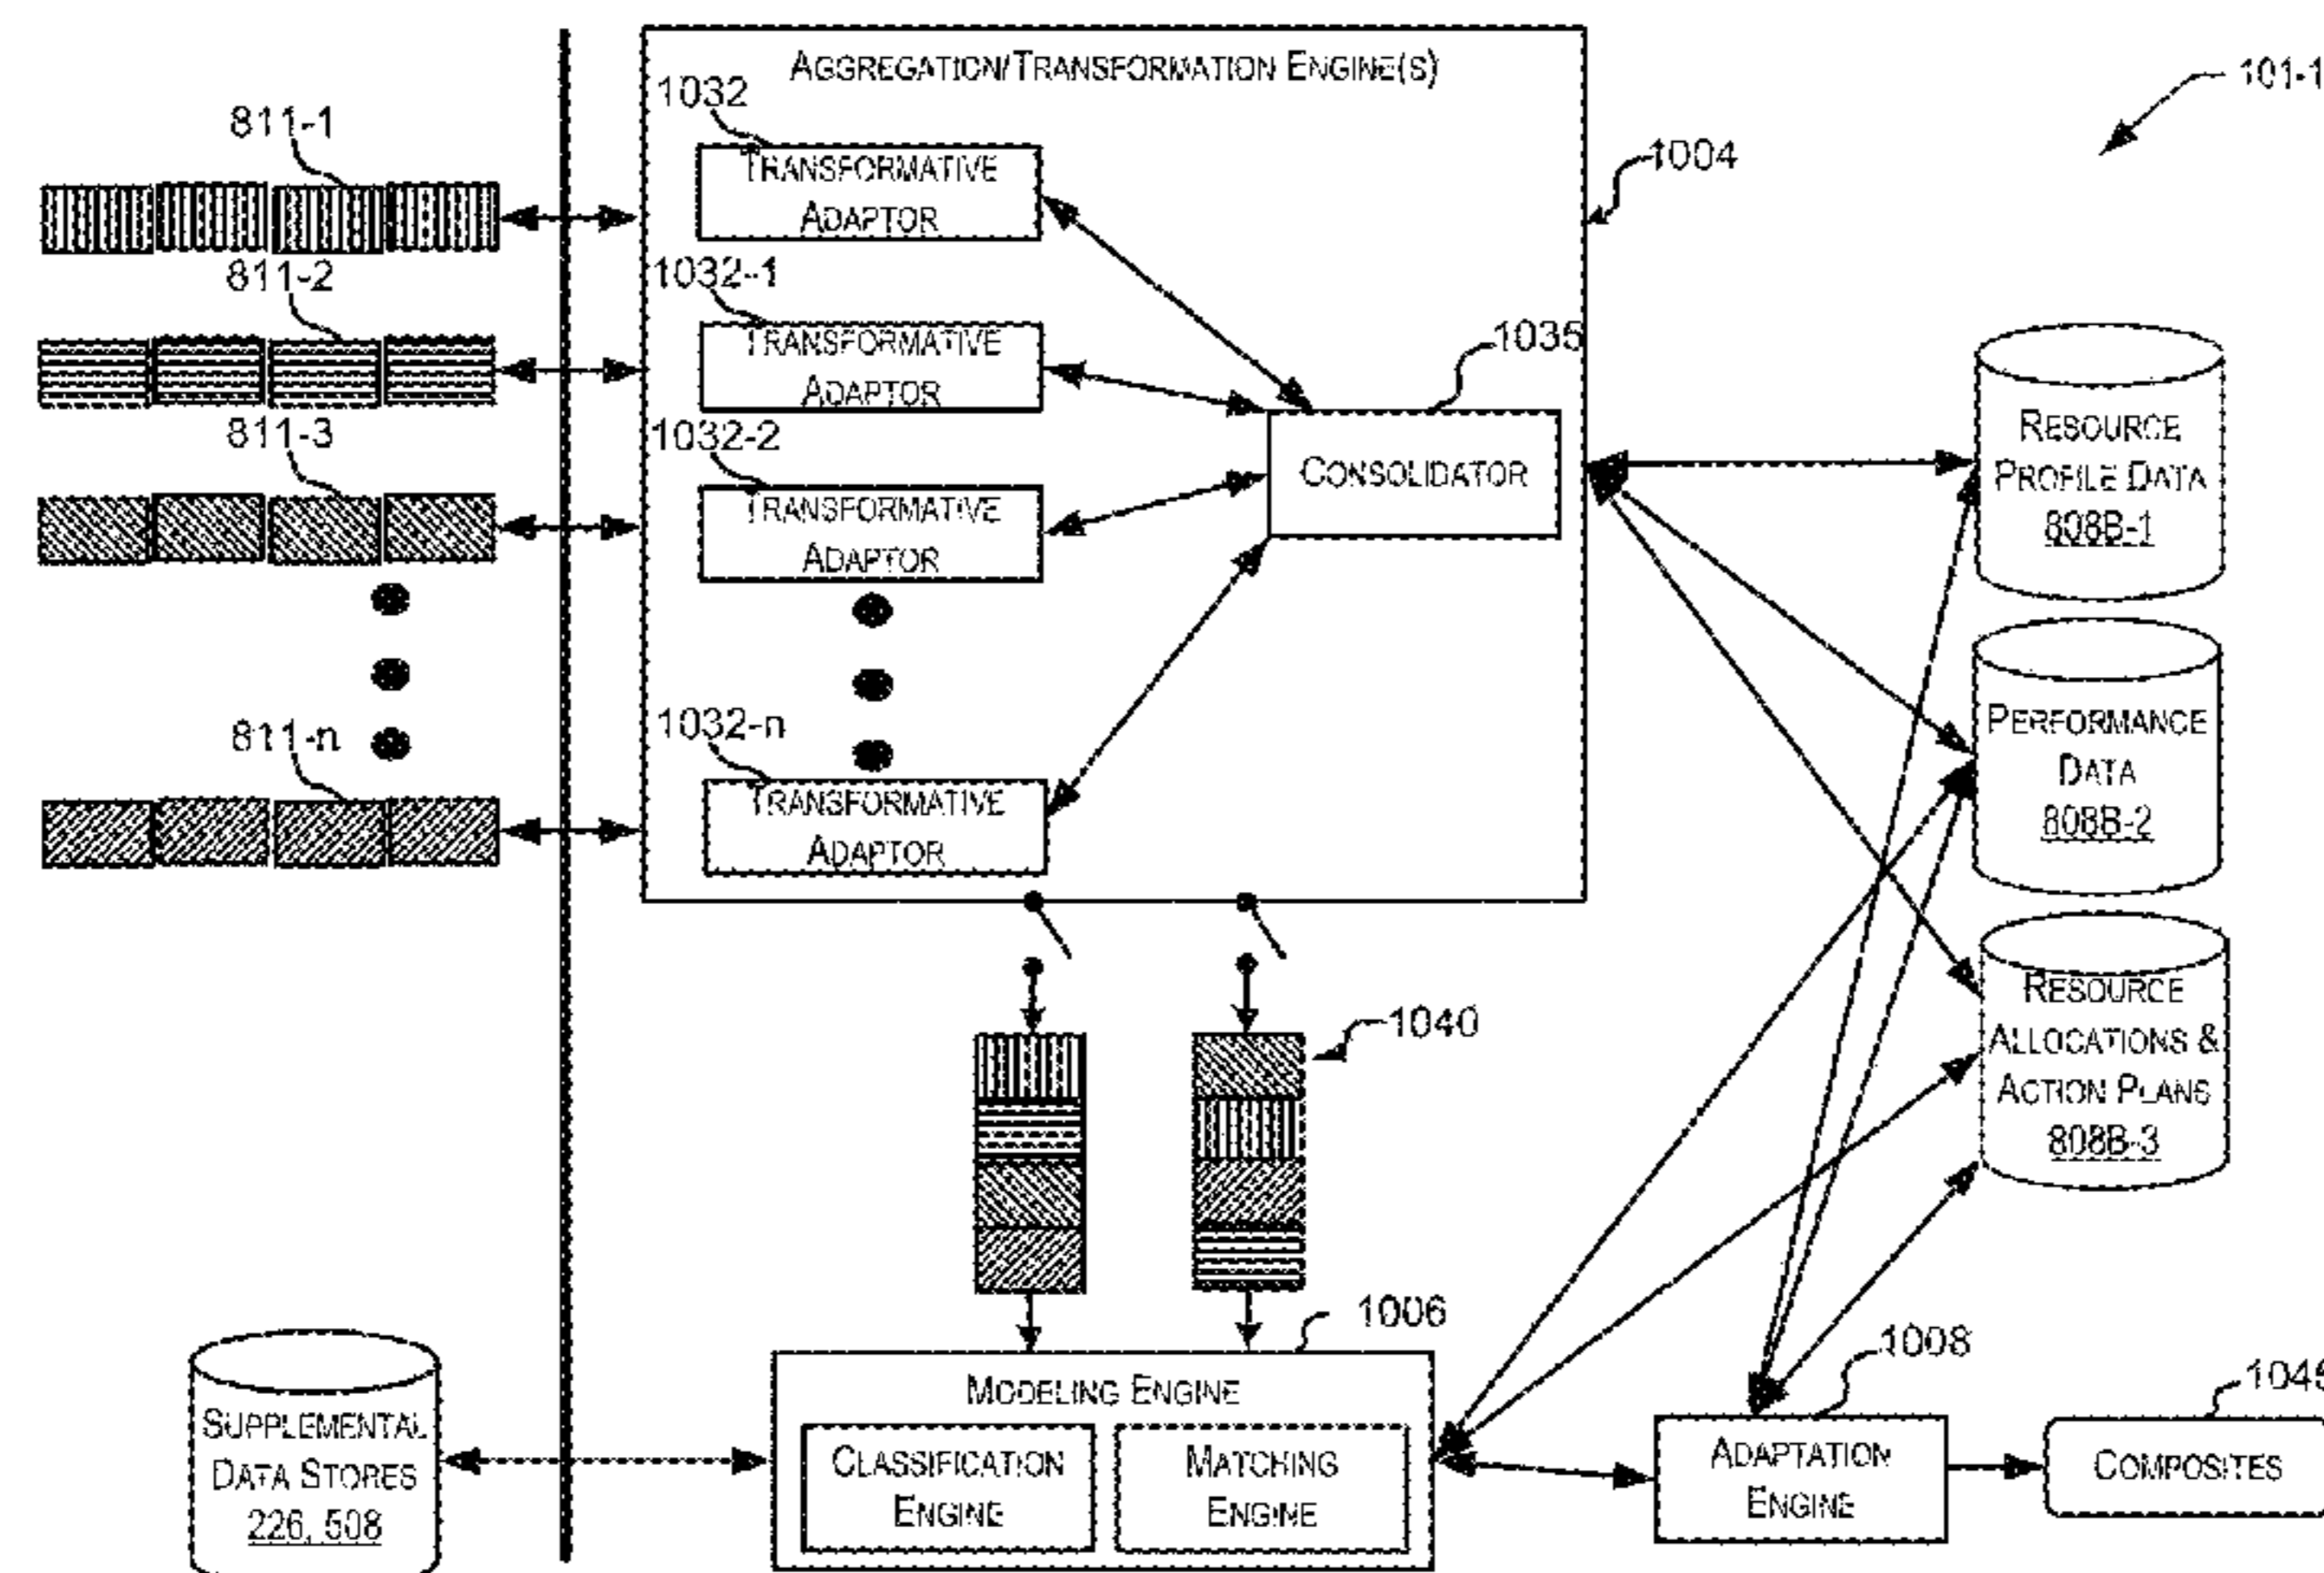 AGGREGATION/TRANSFORMATION ENGINE(S)
101-1
1032
811-1
TRANSFORMATIVE
ADAPTOR
1004
1032-1
811-2
TRANSFORMATIVE
ADAPTOR
1035
1032-2
811-3
CONSOLIDATOR
RESOURCE
PROFILE DATA
808B-1
TRANSFORMATIVE
ADAPTOR
1032-n
811-n
PERFORMANCE
DATA
808B-2
TRANSFORMATIVE
ADAPTOR
RESOURCE
ALLOCATIONS &
ACTION PLANS
808B-3
1040
1006
1008
MODELING ENGINE
SUPPLEMENTAL
DATA STORES
226, 508
CLASSIFICATION
ENGINE
MATCHING
ENGINE
ADAPTATION
ENGINE
COMPOSITES